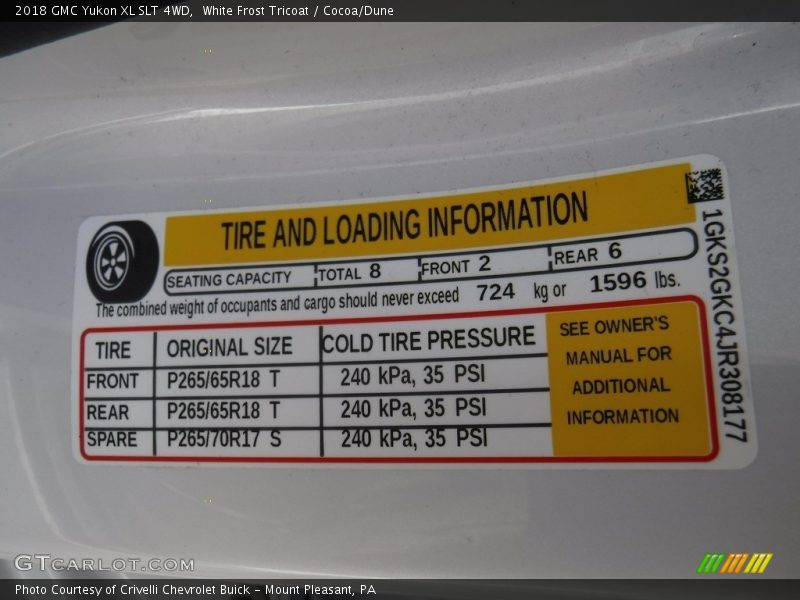 2018 GMC Yukon XL SLT 4WD, White Frost Tricoat / Cocoa/Dune
TIRE AND LOADING INFORMATION
SEATING CAPACITY TOTAL 8 FRONT 2 REAR 6
The combined weight of occupants and cargo should never exceed 724 kg or 1596 lbs.
TIRE ORIGINAL SIZE COLD TIRE PRESSURE
FRONT P265/65R18 T 240 kPa, 35 PSI
REAR P265/65R18 T 240 kPa, 35 PSI
SPARE P265/70R17 S 240 kPa, 35 PSI
SEE OWNER'S
MANUAL FOR
ADDITIONAL
INFORMATION
1GKS2GKC4JR308177
GTCARLOT.COM
Photo Courtesy of Crivelli Chevrolet Buick - Mount Pleasant, PA